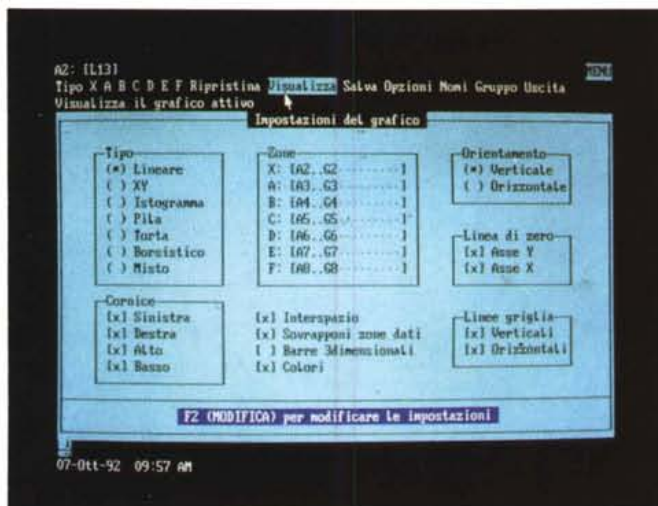 A2: [L13]
MENU
Tipo X A B C D E F Ripristina Visualizza Salva Opzioni Nomi Gruppo Uscita
Visualizza il grafico attivo
Impostazioni del grafico
Tipo
(*) Lineare
( ) XY
( ) Istogramma
( ) Pila
( ) Torta
( ) Borsistico
( ) Misto
Zone
X: [A2..G2··········]
A: [A3..G3··········]
B: [A4..G4··········]
C: [A5..G5··········]
D: [A6..G6··········]
E: [A7..G7··········]
F: [A8..G8··········]
Orientamento
(*) Verticale
( ) Orizzontale
Linea di zero
[x] Asse Y
[x] Asse X
Cornice
[x] Sinistra
[x] Destra
[x] Alto
[x] Basso
[x] Interspazio
[x] Sovrapponi zone dati
[ ] Barre 3dimensionali
[x] Colori
Linee griglia
[x] Verticali
[x] Orizzontali
F2 (MODIFICA) per modificare le impostazioni
07-Ott-92 09:57 AM